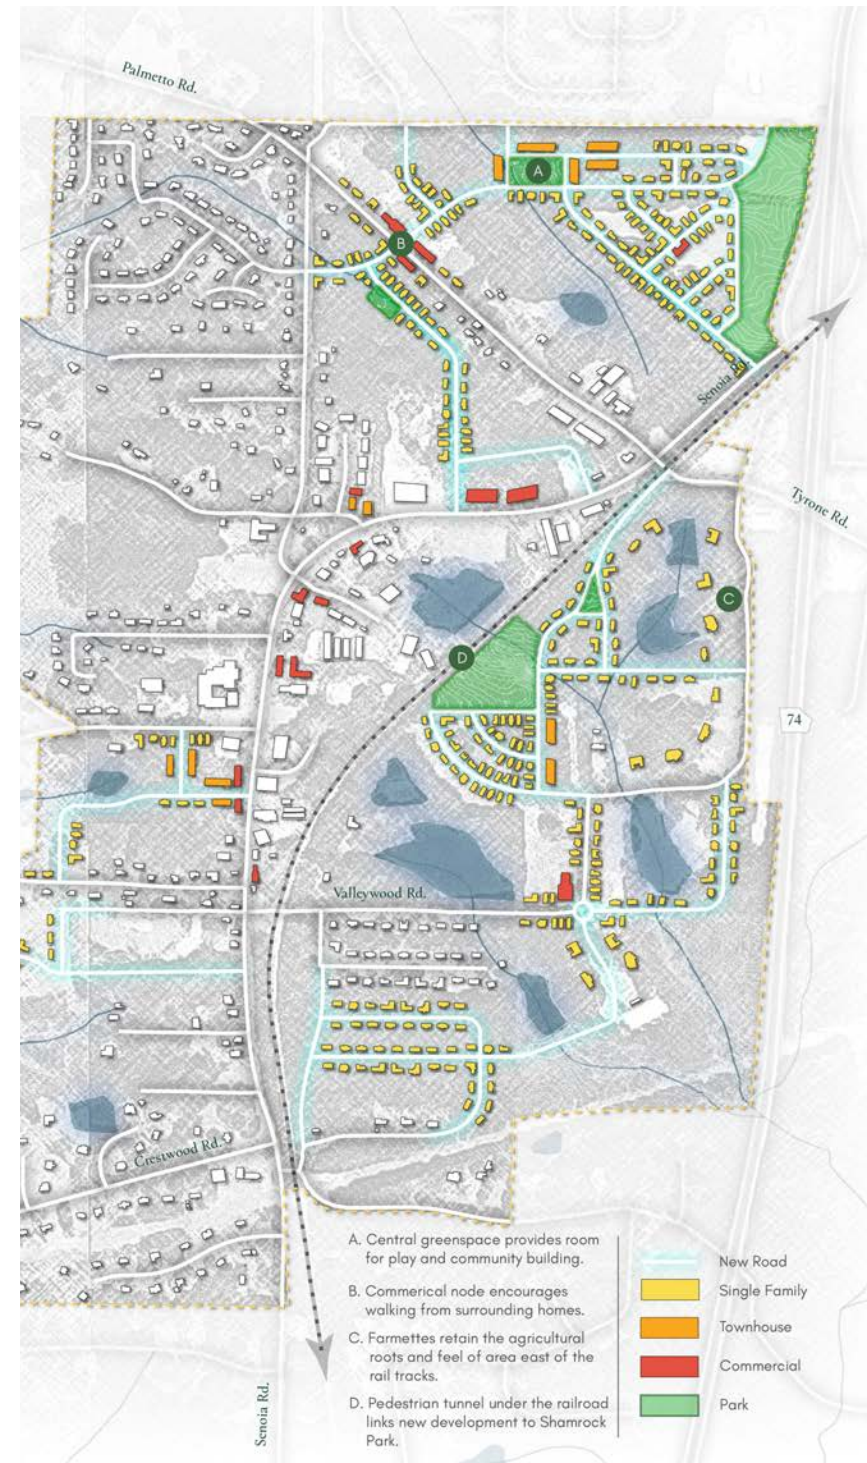 Palmetto Rd.
A
B
Senoia Rd.
Tyrone Rd.
C
D
74
Valleywood Rd.
Crestwood Rd.
Senoia Rd.
A. Central greenspace provides room
for play and community building.
B. Commerical node encourages
walking from surrounding homes.
C. Farmettes retain the agricultural
roots and feel of area east of the
rail tracks.
D. Pedestrian tunnel under the railroad
links new development to Shamrock
Park.
New Road
Single Family
Townhouse
Commercial
Park